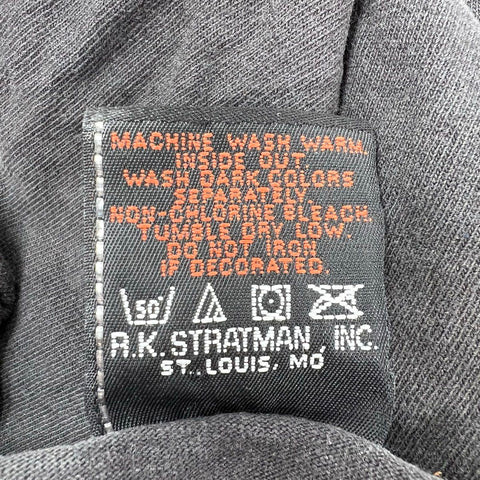 MACHINE WASH WARM,
INSIDE OUT.
WASH DARK COLORS
SEPARATELY,
NON-CHLORINE BLEACH.
TUMBLE DRY LOW.
DO NOT IRON
IF DECORATED.
50°
R.K. STRATMAN, INC.
ST. LOUIS, MO